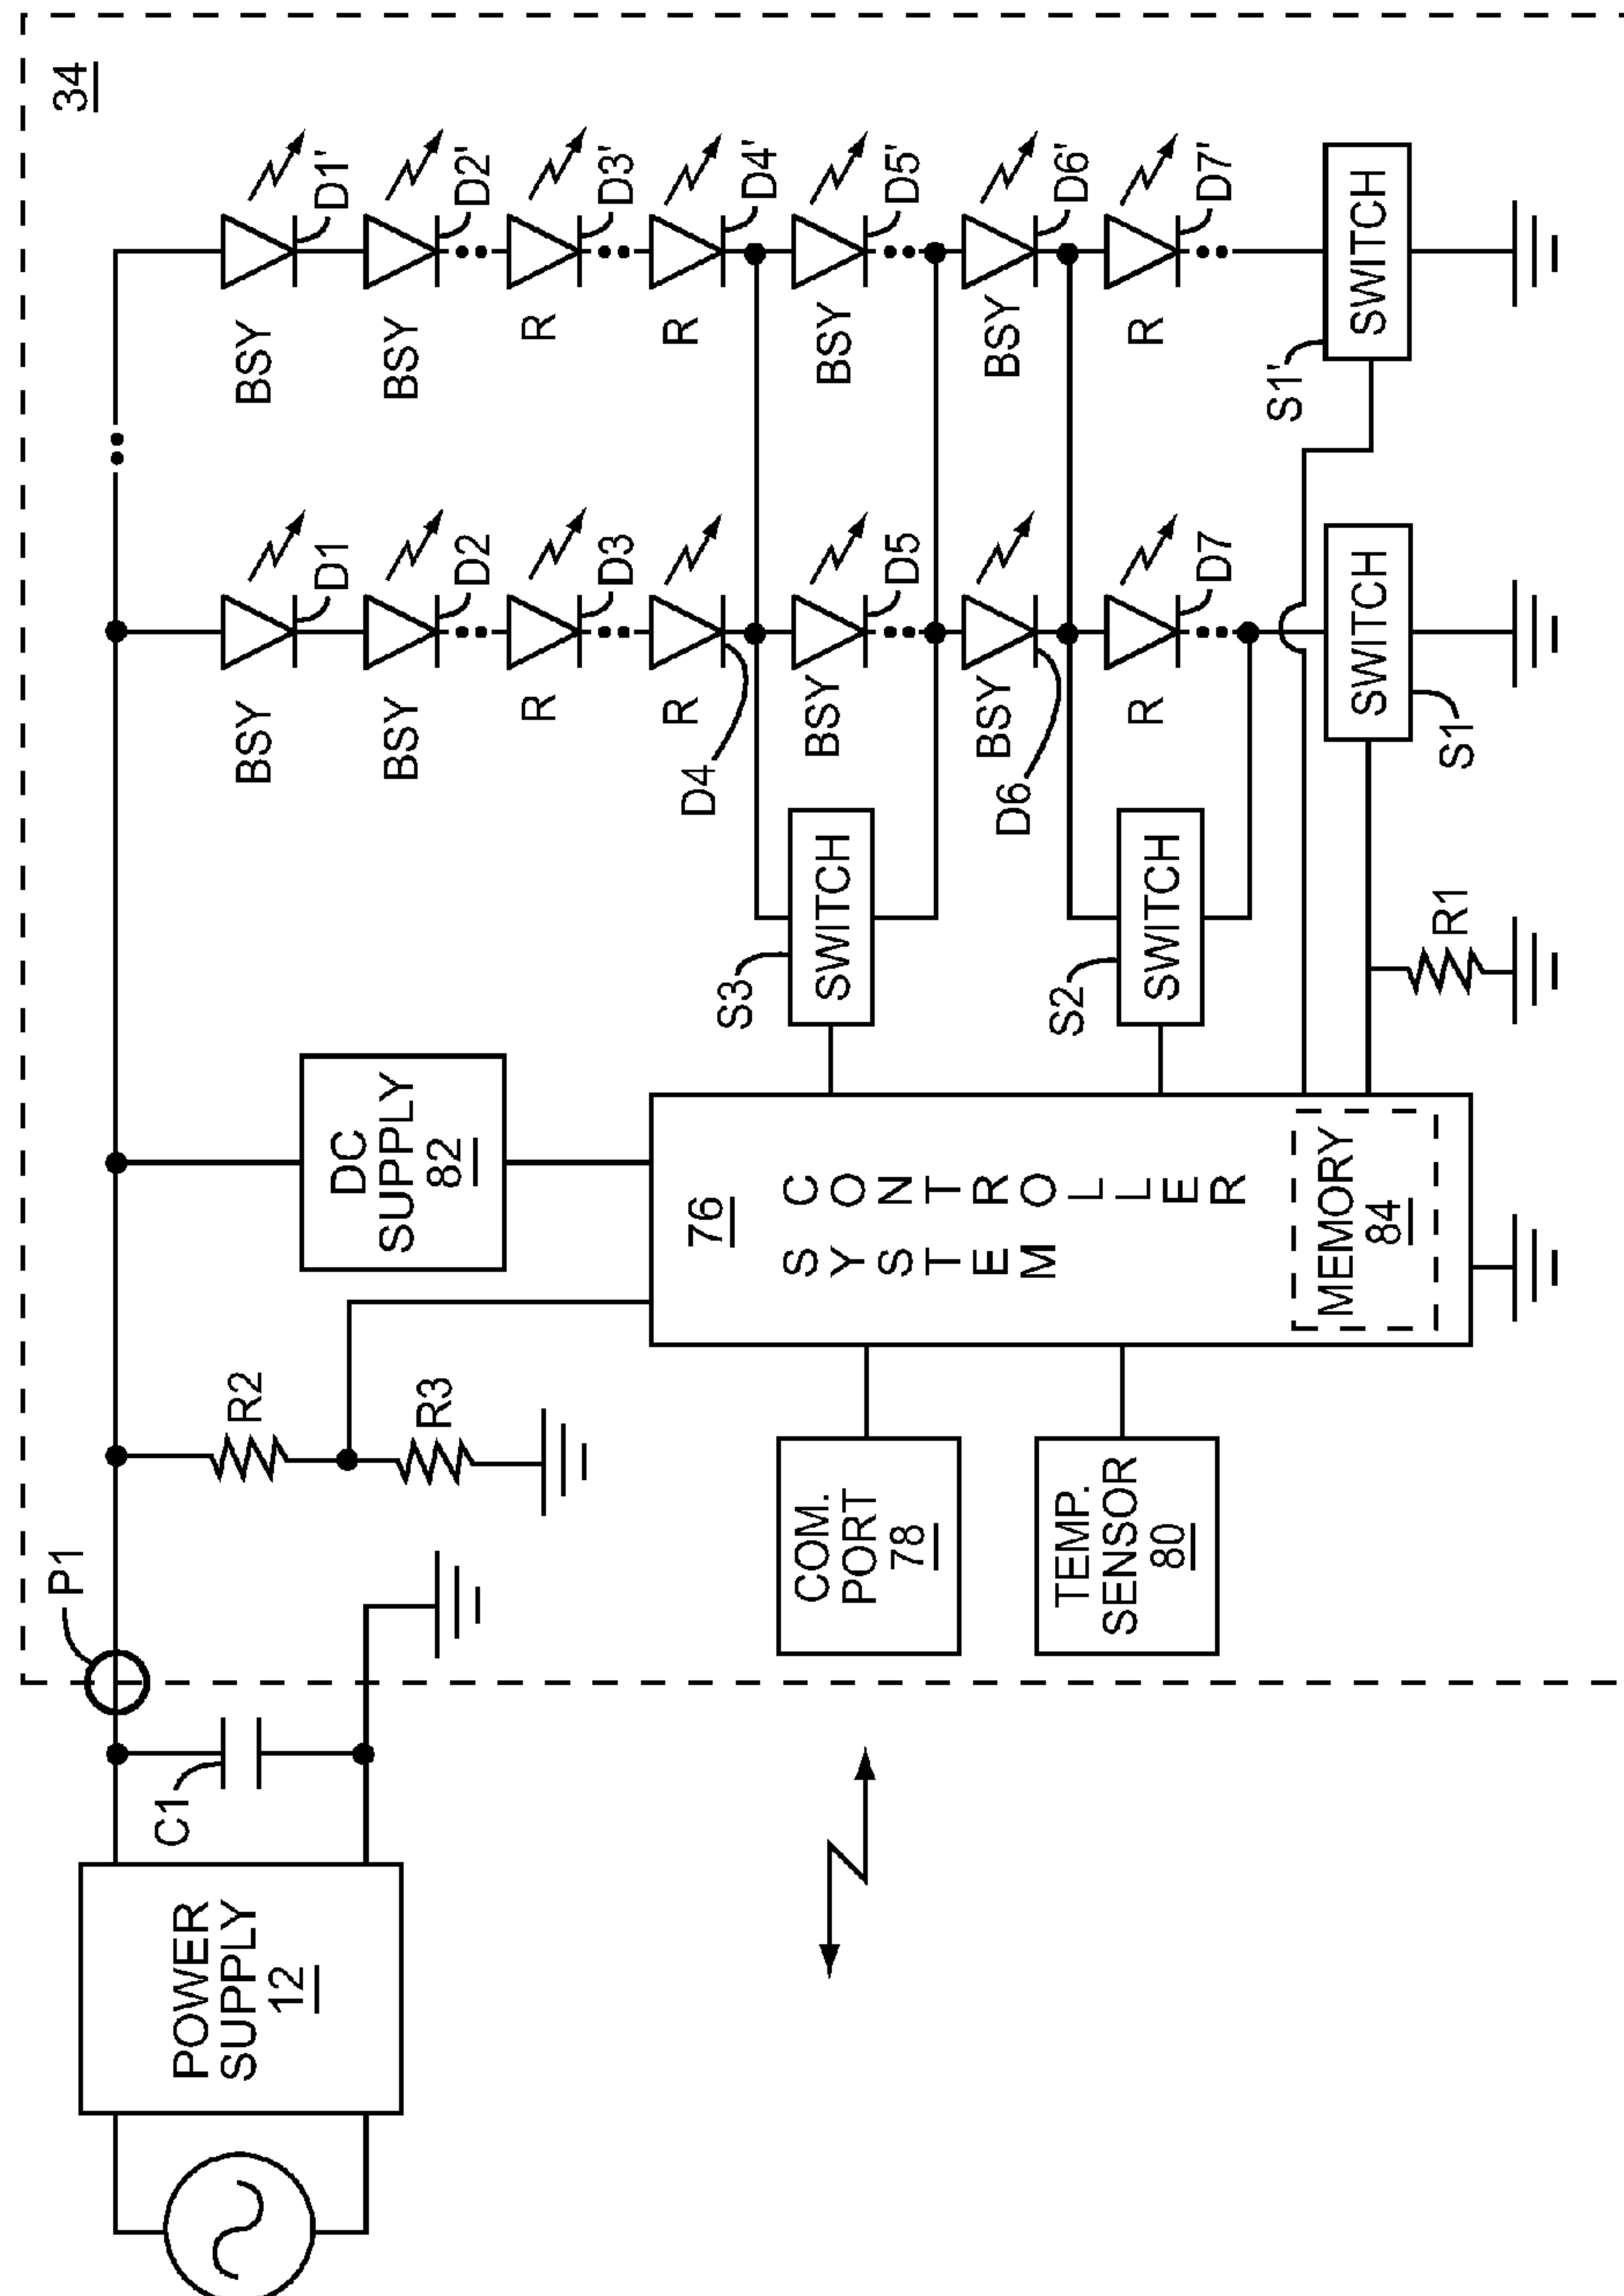 34
P1
POWER
SUPPLY
12
C1
R2
R3
DC
SUPPLY
82
76
SYSTEM
CONTROLLER
MEMORY
84
COM.
PORT
78
TEMP.
SENSOR
80
BSY
D1
BSY
D2
R
D3
R
D4
BSY
D5
BSY
D6
R
D7
BSY
D1'
BSY
D2'
R
D3'
R
D4'
BSY
D5'
BSY
D6'
R
D7'
S3
SWITCH
S2
SWITCH
SWITCH
S1
SWITCH
S1'
R1